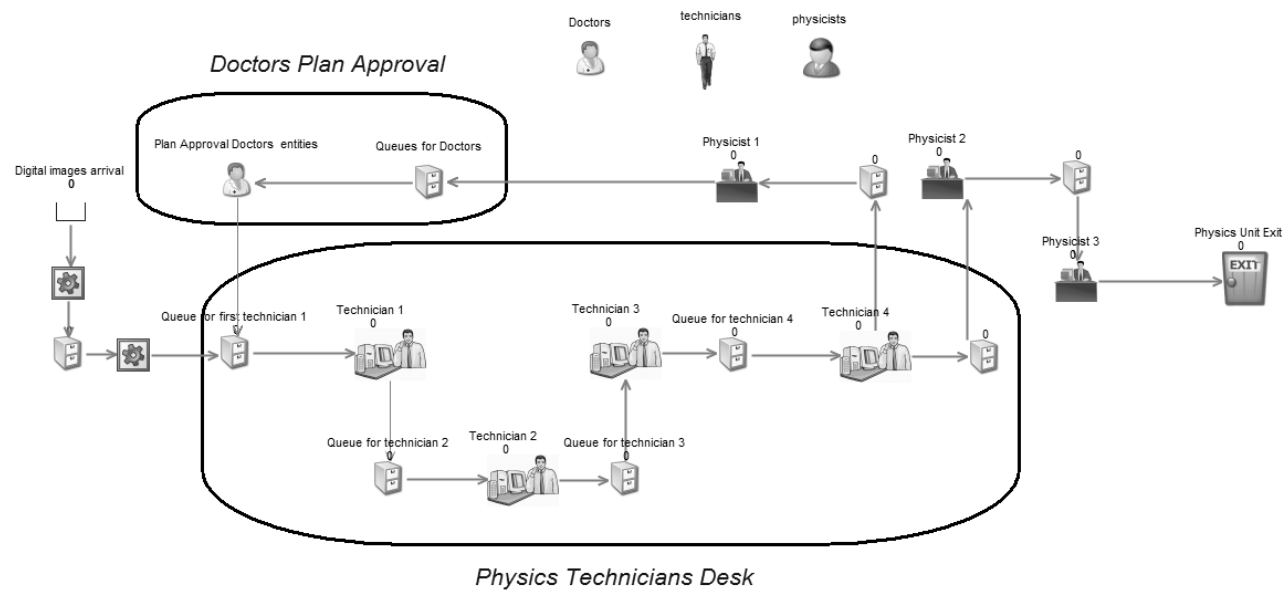 Doctors
technicians
physicists
Doctors Plan Approval
Plan Approval Doctors entities
Queues for Doctors
Physicist 1
0
0
Physicist 2
0
0
Digital images arrival
0
Physicist 3
0
Physics Unit Exit
0
EXIT
Queue for first technician 1
0
Technician 1
0
Technician 3
0
Queue for technician 4
0
Technician 4
0
0
Queue for technician 2
0
Technician 2
0
Queue for technician 3
0
Physics Technicians Desk